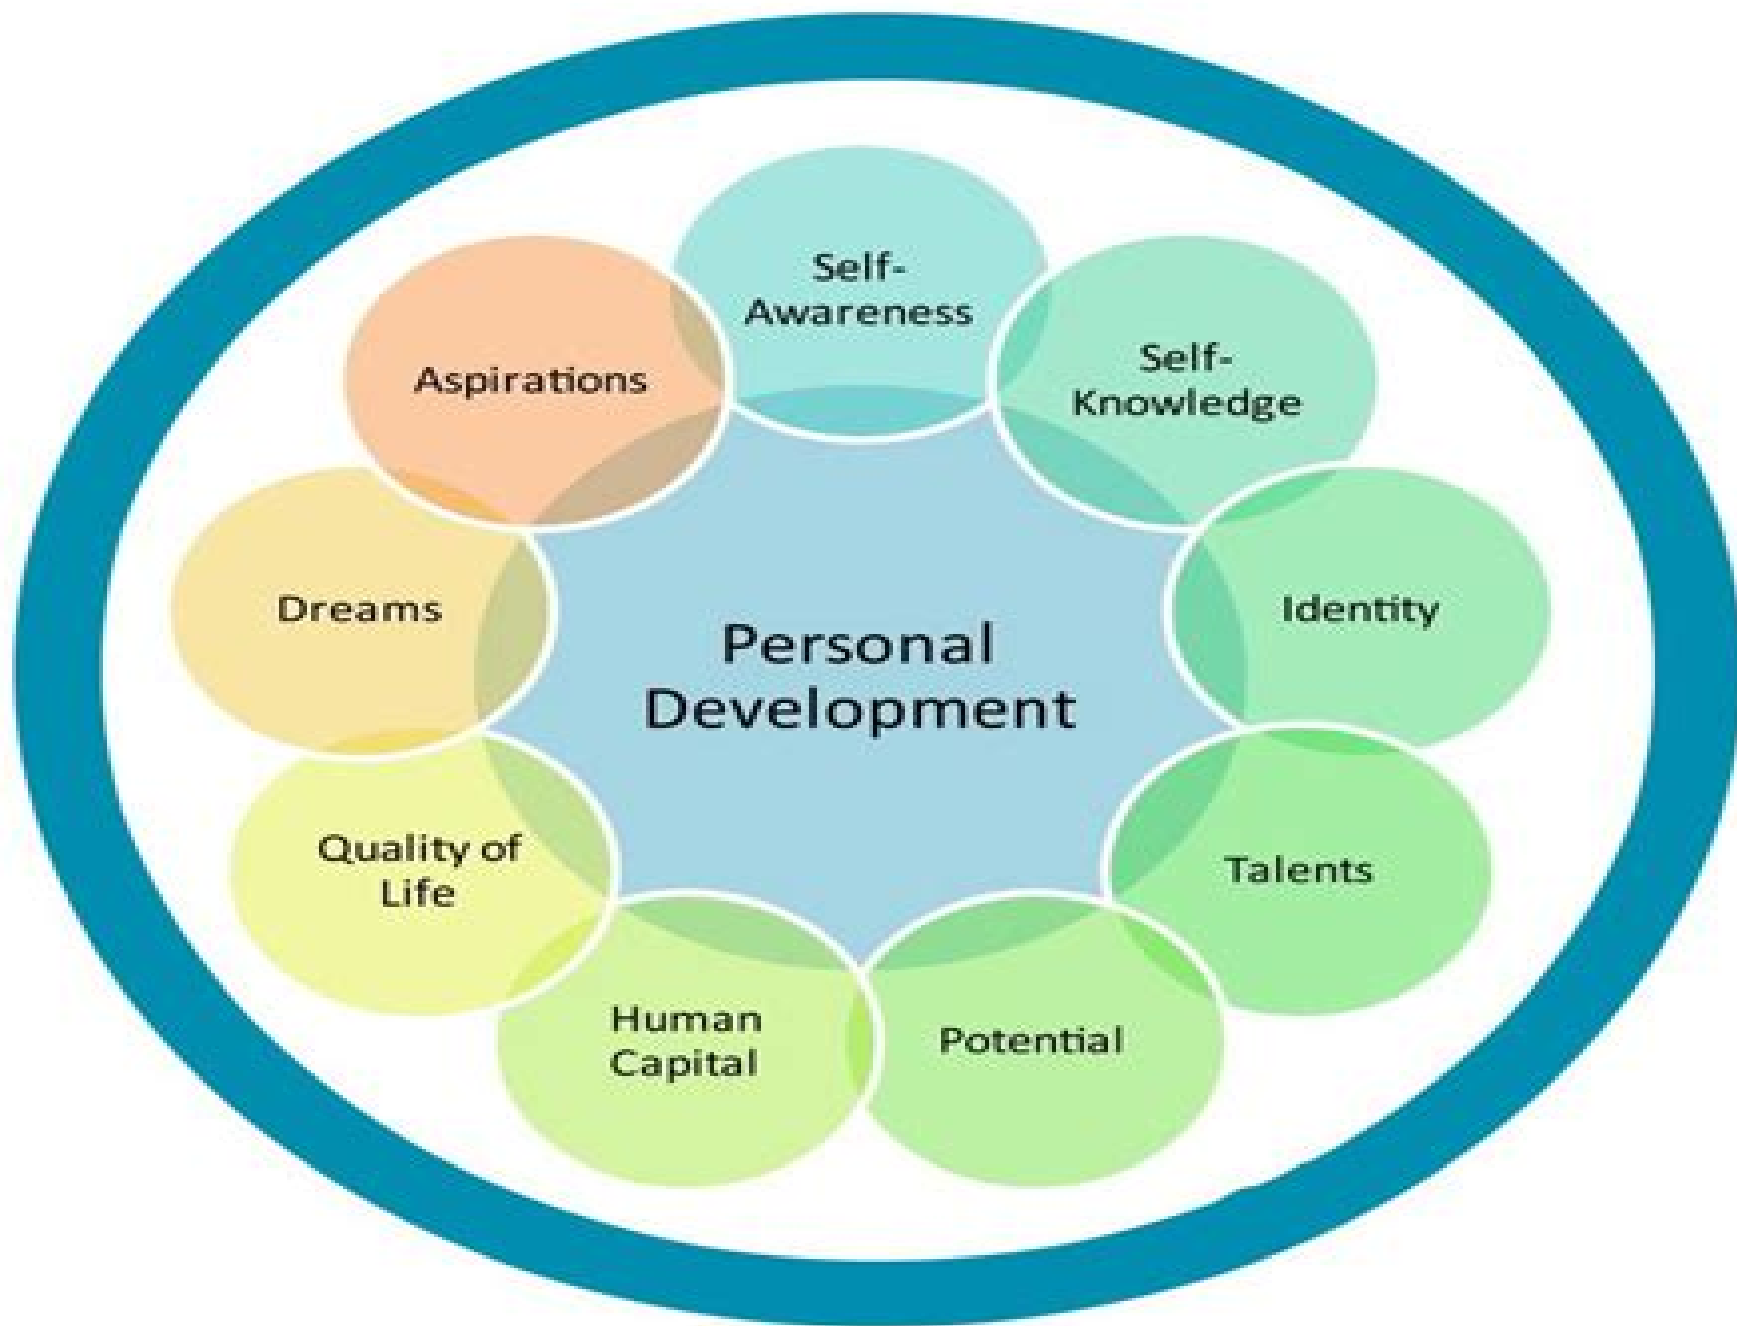 Self-
Awareness
Self-
Knowledge
Identity
Talents
Potential
Human
Capital
Quality of
Life
Dreams
Aspirations
Personal
Development